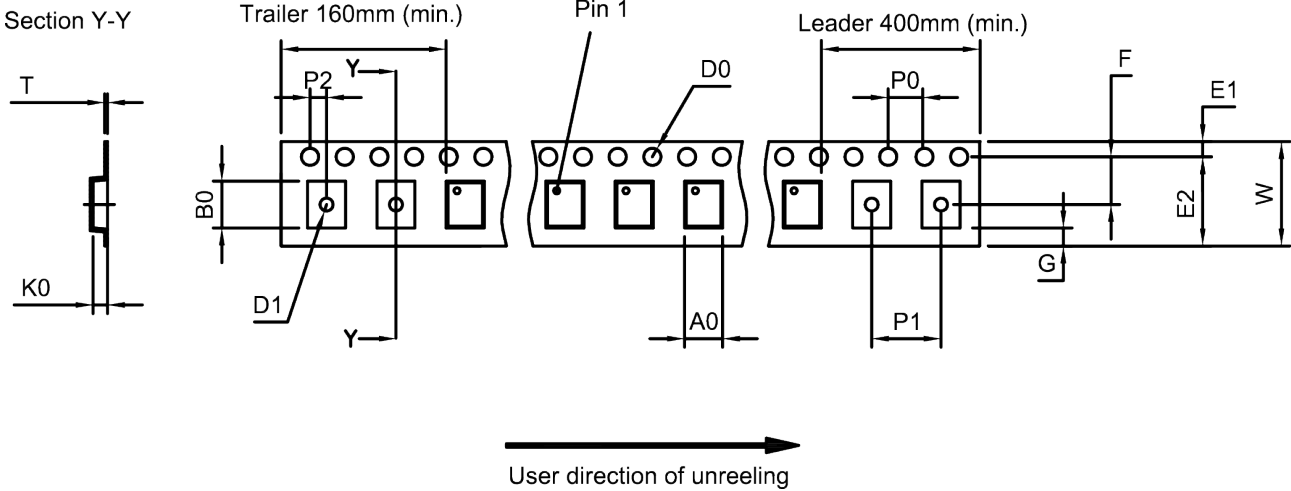 Section Y-Y
Trailer 160mm (min.)
Pin 1
Leader 400mm (min.)
T
P2
Y
D0
P0
F
E1
B0
E2
W
K0
D1
Y
A0
P1
G
User direction of unreeling